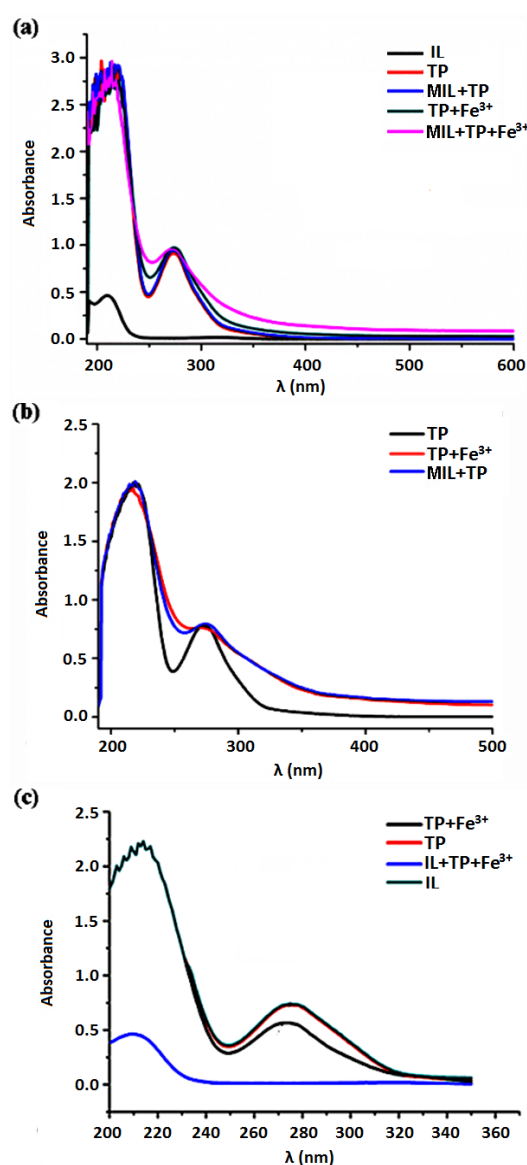 (a)
IL
TP
MIL+TP
TP+Fe³⁺
MIL+TP+Fe³⁺
3.0
2.5
2.0
1.5
1.0
0.5
0.0
Absorbance
200 300 400 500 600
λ (nm)
(b)
TP
TP+Fe³⁺
MIL+TP
2.5
2.0
1.5
1.0
0.5
0.0
Absorbance
200 300 400 500
λ (nm)
(c)
TP+Fe³⁺
TP
IL+TP+Fe³⁺
IL
2.5
2.0
1.5
1.0
0.5
0.0
Absorbance
200 220 240 260 280 300 320 340 360
λ (nm)